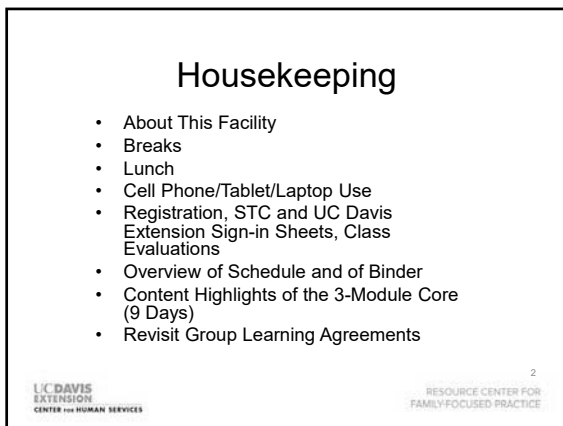 Housekeeping
• About This Facility
• Breaks
• Lunch
• Cell Phone/Tablet/Laptop Use
• Registration, STC and UC Davis
Extension Sign-in Sheets, Class
Evaluations
• Overview of Schedule and of Binder
• Content Highlights of the 3-Module Core
(9 Days)
• Revisit Group Learning Agreements
2
UCDAVIS
EXTENSION
CENTER FOR HUMAN SERVICES
RESOURCE CENTER FOR
FAMILY-FOCUSED PRACTICE